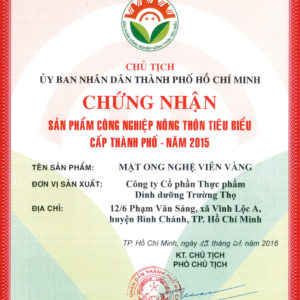 CHỦ TỊCH
ỦY BAN NHÂN DÂN THÀNH PHỐ HỒ CHÍ MINH
CHỨNG NHẬN
SẢN PHẨM CÔNG NGHIỆP NÔNG THÔN TIÊU BIỂU
CẤP THÀNH PHỐ - NĂM 2015
TÊN SẢN PHẨM: MẬT ONG NGHỆ VIÊN VÀNG
ĐƠN VỊ SẢN XUẤT: Công ty Cổ phần Thực phẩm
Dinh dưỡng Trường Thọ
ĐỊA CHỈ: 12/6 Phạm Văn Sáng, xã Vĩnh Lộc A,
huyện Bình Chánh, TP. Hồ Chí Minh
TP. Hồ Chí Minh, ngày tháng 01 năm 2016
KT. CHỦ TỊCH
PHÓ CHỦ TỊCH